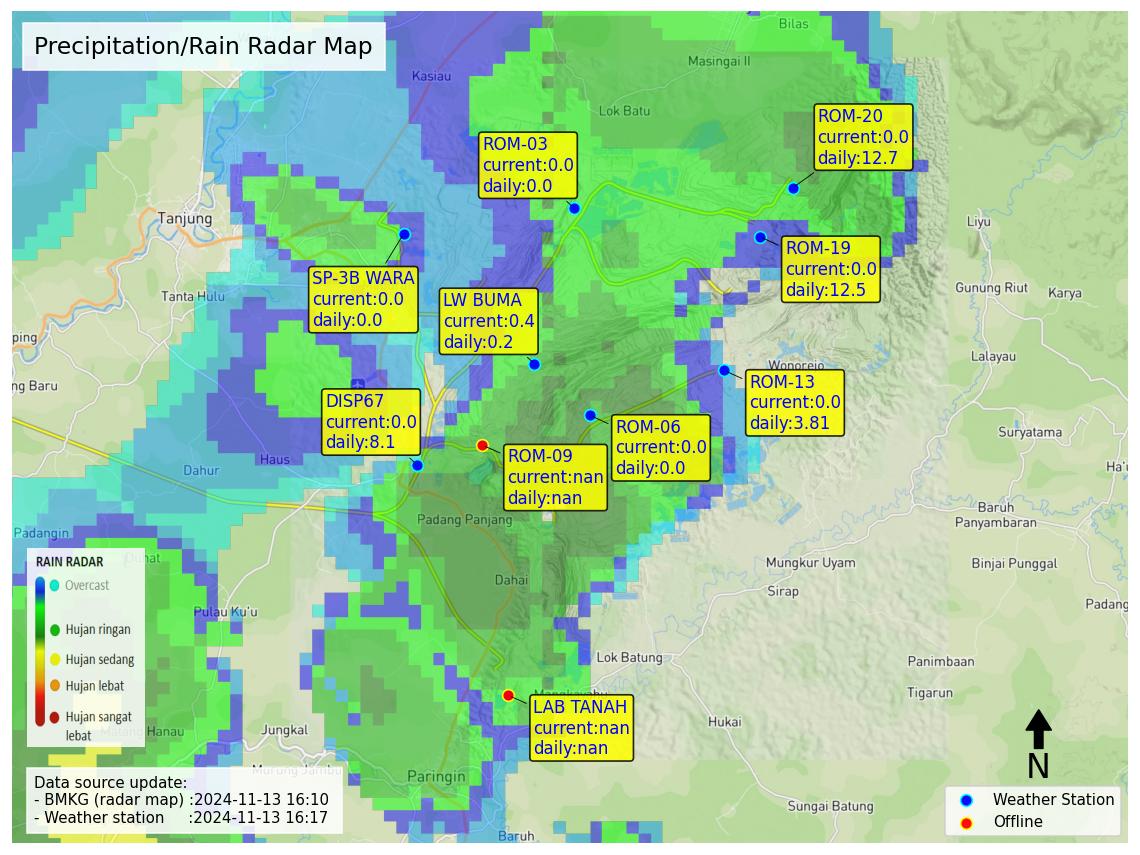 Precipitation/Rain Radar Map
Bilas
Masingai II
Kasiau
Lok Batu
ROM-20
current:0.0
daily:12.7
ROM-03
current:0.0
daily:0.0
Tanjung
Liyu
ROM-19
current:0.0
daily:12.5
SP-3B WARA
current:0.0
daily:0.0
Tanta Hulu
Gunung Riut
Karya
LW BUMA
current:0.4
daily:0.2
ping
Lalayau
Wonorejo
ng Baru
ROM-13
current:0.0
daily:3.81
DISP67
current:0.0
daily:8.1
ROM-06
current:0.0
daily:0.0
Suryatama
ROM-09
current:nan
daily:nan
Haus
Dahur
Ha'u
Baruh
Panyambaran
Padang Panjang
Padangin
Mungkur Uyam
Binjai Punggal
RAIN RADAR
Overcast
Hujan ringan
Hujan sedang
Hujan lebat
Hujan sangat
lebat
Dahai
Sirap
Padang
Pulau Ku'u
Lok Batung
Panimbaan
Tigarun
LAB TANAH
current:nan
daily:nan
Hukai
Jungkal
Paringin
Sungai Batung
Baruh
N
Data source update:
- BMKG (radar map) :2024-11-13 16:10
- Weather station :2024-11-13 16:17
Weather Station
Offline